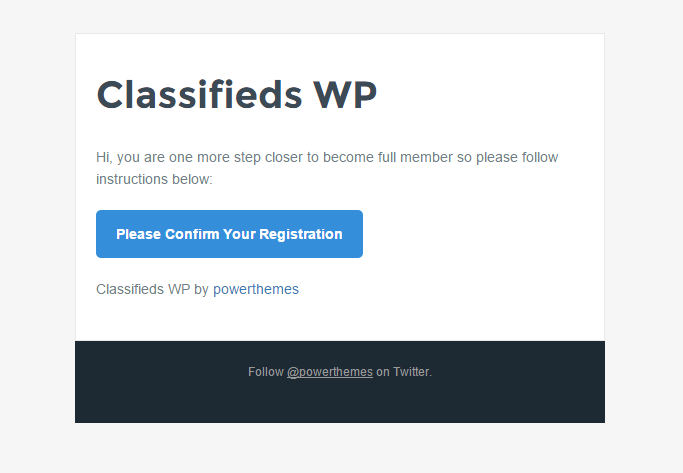 Classifieds WP
Hi, you are one more step closer to become full member so please follow
instructions below:
Please Confirm Your Registration
Classifieds WP by powerthemes
Follow @powerthemes on Twitter.